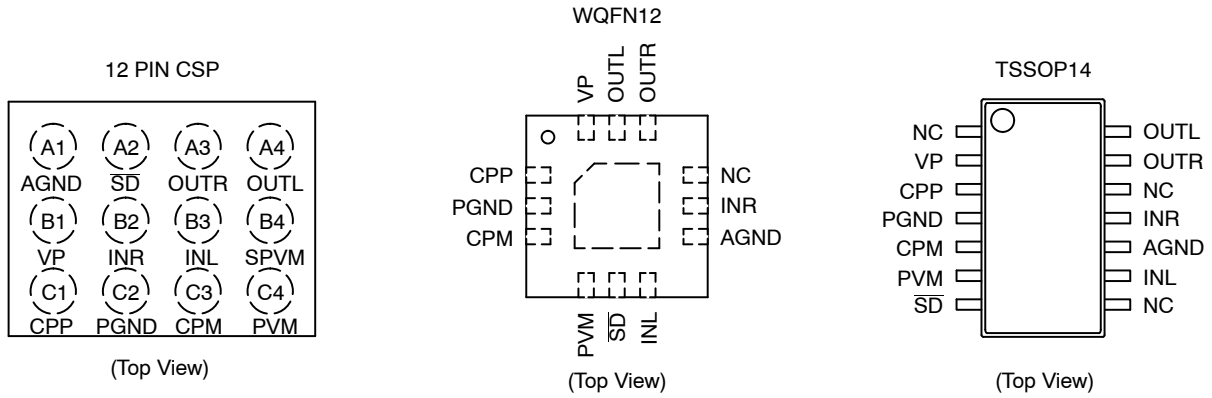 12 PIN CSP
A1 A2 A3 A4
AGND S̅D̅ OUTR OUTL
B1 B2 B3 B4
VP INR INL SPVM
C1 C2 C3 C4
CPP PGND CPM PVM
(Top View)
WQFN12
VP
OUTL
OUTR
CPP
PGND
CPM
NC
INR
AGND
PVM
S̅D̅
INL
(Top View)
TSSOP14
NC
VP
CPP
PGND
CPM
PVM
S̅D̅
OUTL
OUTR
NC
INR
AGND
INL
NC
(Top View)